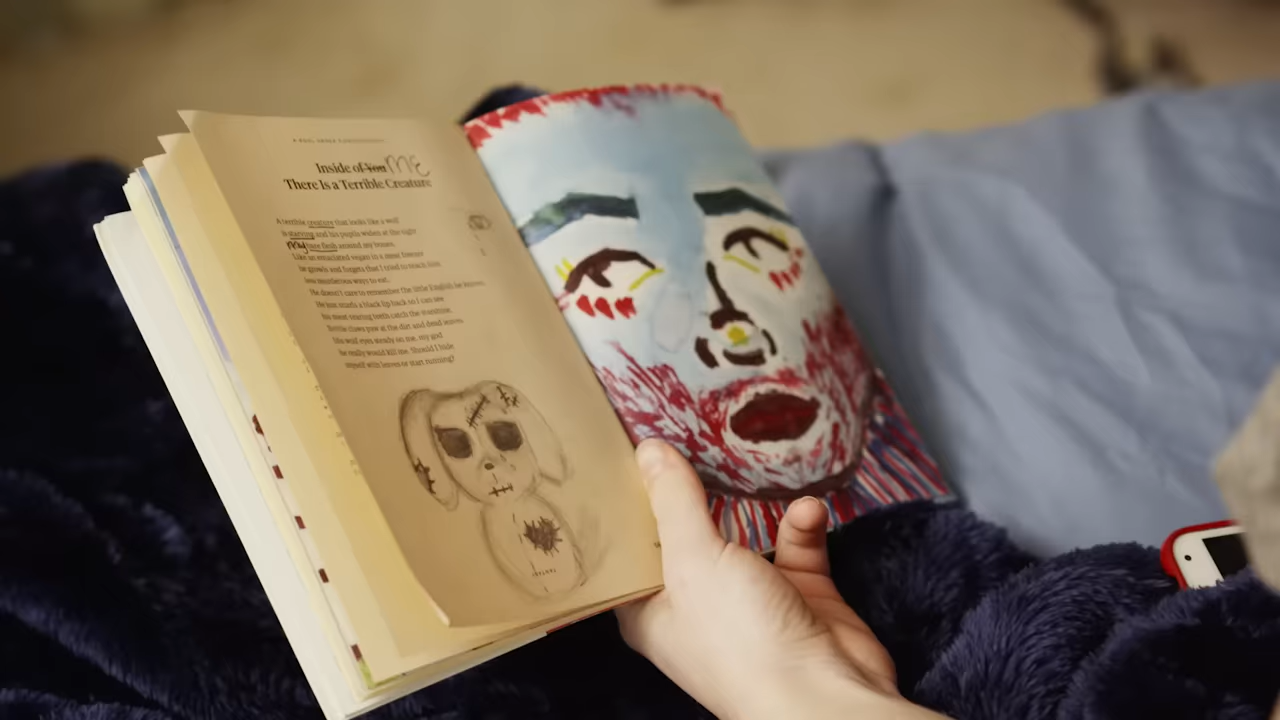 Inside of You ME
There Is a Terrible Creature
A terrible creature that looks like a wolf
is starving and his pupils widen at the sight
my bare flesh around my bones.
Like an emaciated vegan in a meat freezer
he growls and forgets that I tried to teach him
less murderous ways to eat.
He doesn't care to remember the little English he knows.
He just snarls a black lip back so I can see
his meat tearing teeth catch the moonshine.
Brittle claws paw at the dirt and dead leaves
His wolf eyes steady on me, my god
he really would kill me. Should I hide
myself with leaves or start running?